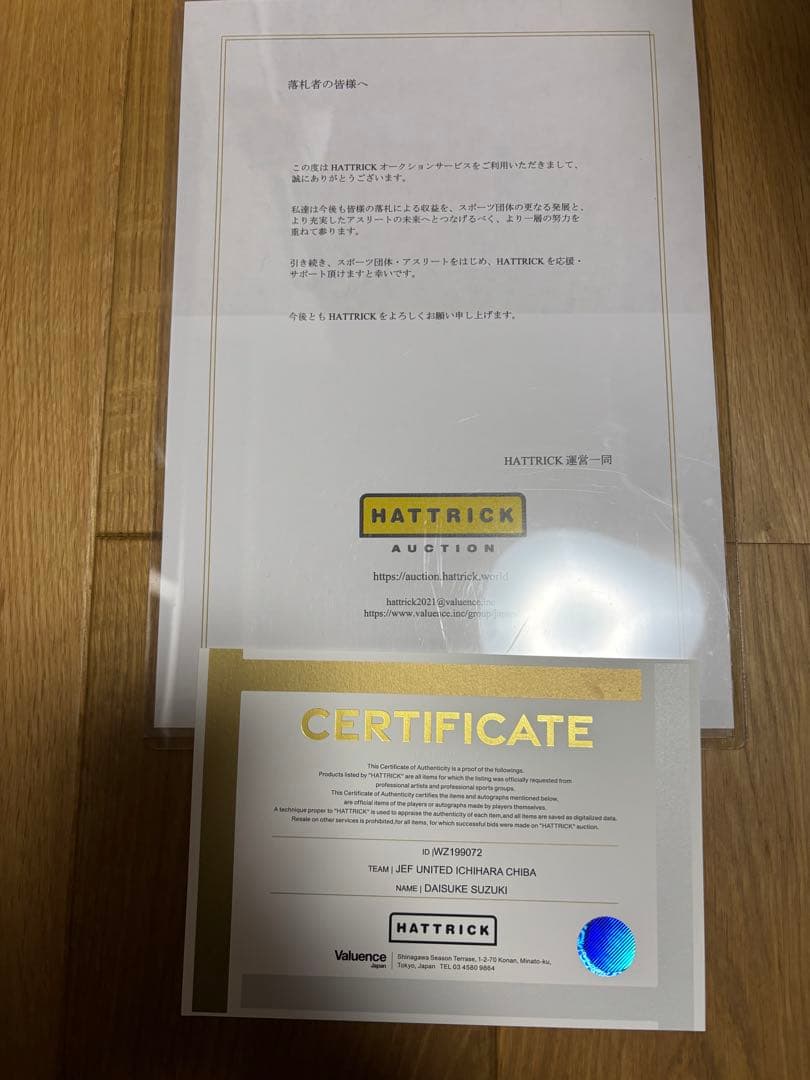 落札者の皆様へ
この度は HATTRICK オークションサービスをご利用いただきまして、
誠にありがとうございます。
私達は今後も皆様の落札による収益を、スポーツ団体の更なる発展と、
より充実したアスリートの未来へとつなげるべく、より一層の努力を
重ねて参ります。
引き続き、スポーツ団体・アスリートをはじめ、HATTRICK を応援・
サポート頂けますと幸いです。
今後とも HATTRICK をよろしくお願い申し上げます。
HATTRICK 運営一同
HATTRICK
AUCTION
https://auction.hattrick.world
hattrick2021@valuence.inc
https://www.valuence.inc/group/
CERTIFICATE
This Certificate of Authenticity is a proof of the followings.
Products listed by "HATTRICK" are all items for which the listing was officially requested from
professional artists and professional sports groups.
This Certificate of Authenticity certifies the items and autographs mentioned below,
are official items of the players or autographs made by players themselves.
A technique proper to "HATTRICK" is used to appraise the authenticity of each item,and all items are saved as digitalized data.
Resale on other services is prohibited,for all items, for which successful bids were made on "HATTRICK" auction.
ID |WZ199072
TEAM | JEF UNITED ICHIHARA CHIBA
NAME | DAISUKE SUZUKI
HATTRICK
Valuence Japan
Shinagawa Season Terrase, 1-2-70 Konan, Minato-ku,
Tokyo, Japan TEL 03 4580 9864